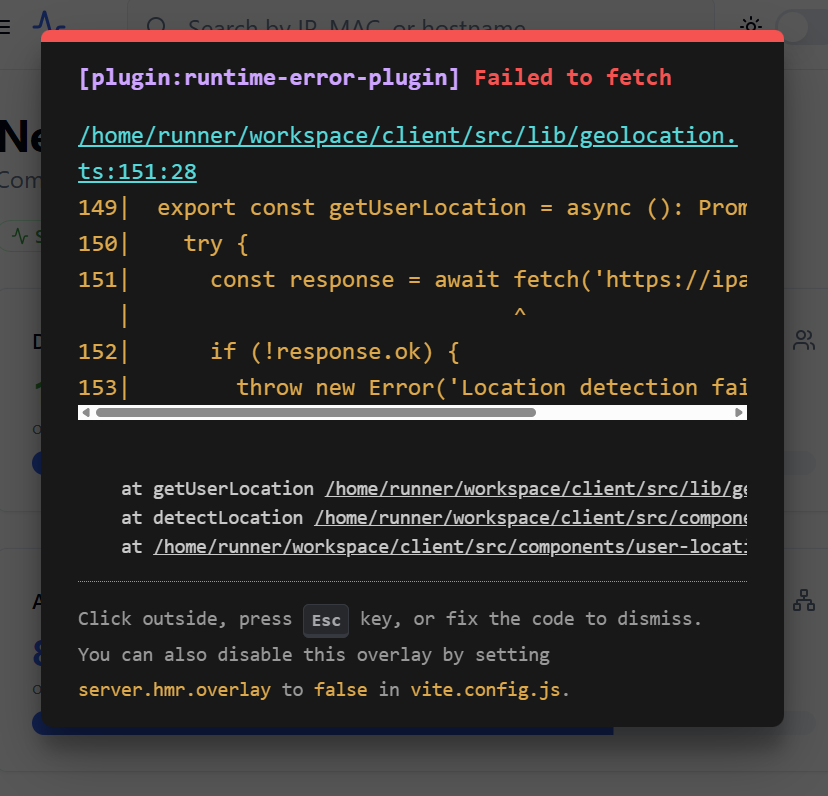 Search by IP, MAC, or hostname
[plugin:runtime-error-plugin] Failed to fetch
/home/runner/workspace/client/src/lib/geolocation.
ts:151:28
149| export const getUserLocation = async (): Prom
150| try {
151| const response = await fetch('https://ipa
| ^
152| if (!response.ok) {
153| throw new Error('Location detection fai
at getUserLocation /home/runner/workspace/client/src/lib/ge
at detectLocation /home/runner/workspace/client/src/compone
at /home/runner/workspace/client/src/components/user-locati
Click outside, press Esc key, or fix the code to dismiss.
You can also disable this overlay by setting
server.hmr.overlay to false in vite.config.js.